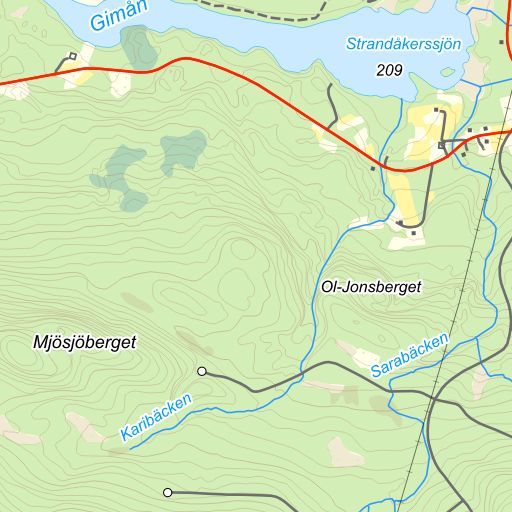 Gimån
Strandåkerssjön
209
Ol-Jonsberget
Mjösjöberget
Sarabäcken
Karibäcken